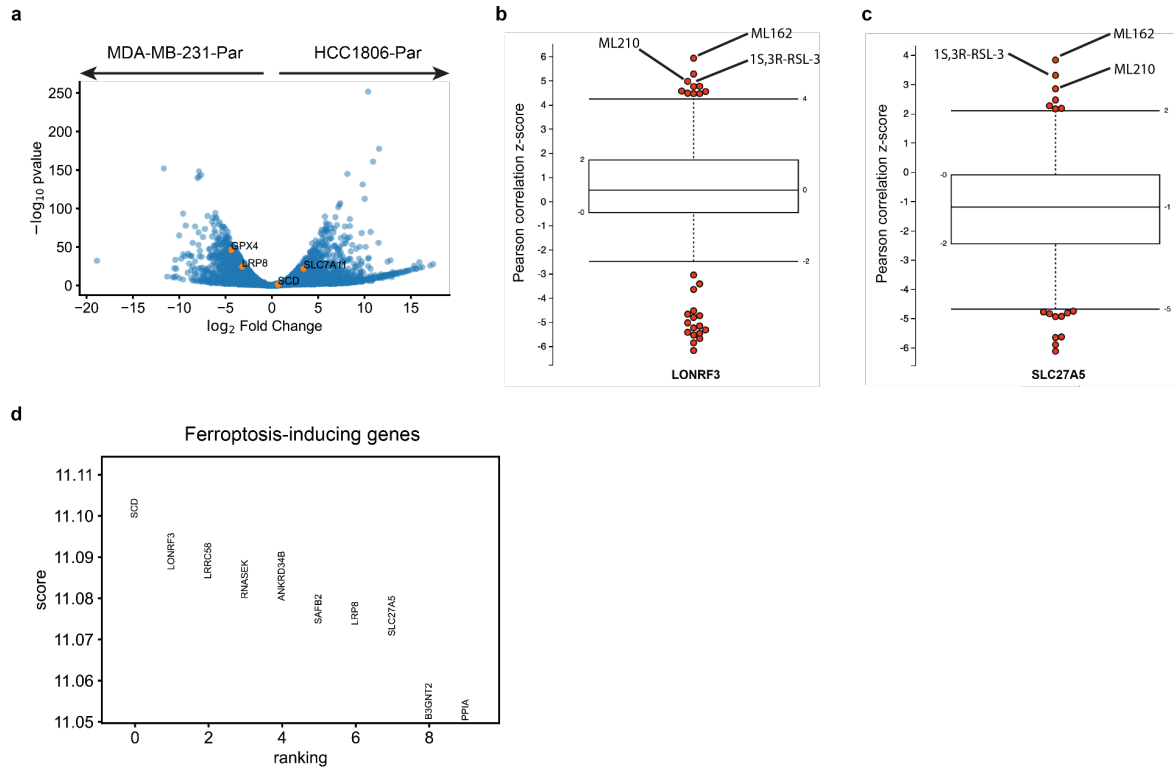 a
MDA-MB-231-Par
HCC1806-Par
250
200
150
100
50
0
−log10 pvalue
GPX4
LRP8
SLC7A11
SCD
−20
−15
−10
−5
0
5
10
15
log2 Fold Change
b
6
5
4
3
2
1
0
-1
-2
-3
-4
-5
-6
Pearson correlation z-score
ML210
ML162
1S,3R-RSL-3
4
2
0
-0
-2
LONRF3
c
4
3
2
1
0
-1
-2
-3
-4
-5
-6
Pearson correlation z-score
1S,3R-RSL-3
ML162
ML210
2
-0
-1
-2
-5
SLC27A5
d
Ferroptosis-inducing genes
11.11
11.10
11.09
11.08
11.07
11.06
11.05
score
SCD
LONRF3
LRRC58
RNASEK
ANKRD34B
SAFB2
LRP8
SLC27A5
B3GNT2
PPIA
0
2
4
6
8
ranking